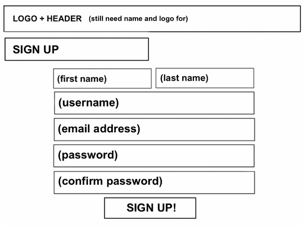 LOGO + HEADER (still need name and logo for)
SIGN UP
(first name) (last name)
(username)
(email address)
(password)
(confirm password)
SIGN UP!